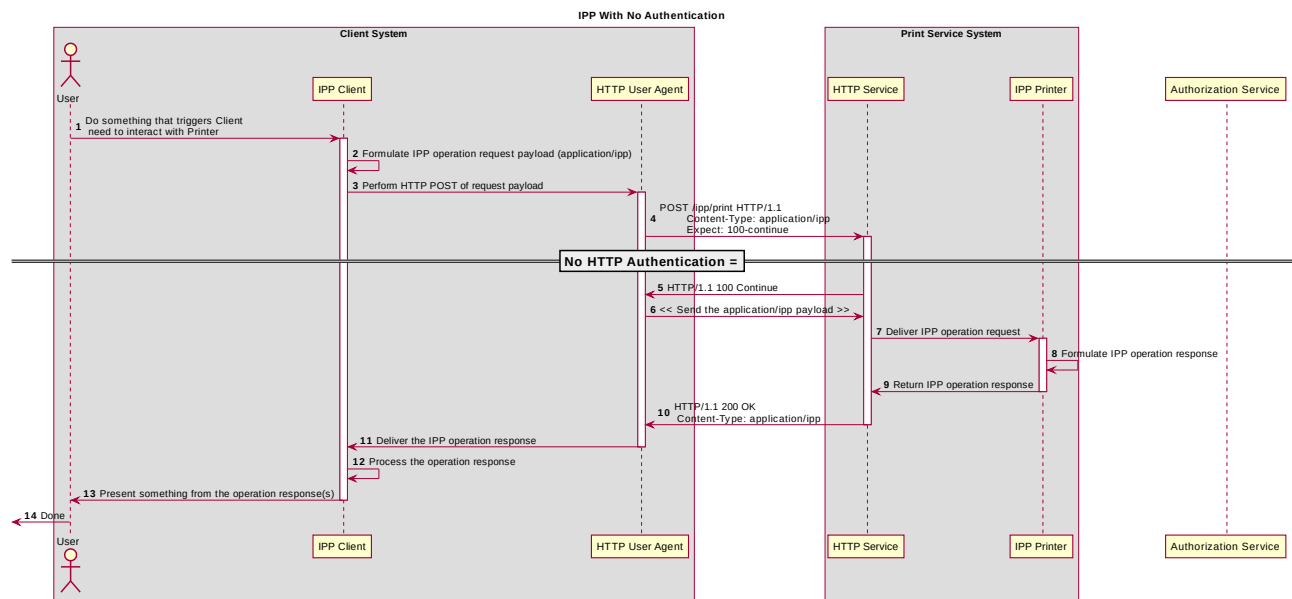 IPP With No Authentication
Client System
Print Service System
User
IPP Client
HTTP User Agent
HTTP Service
IPP Printer
Authorization Service
1 Do something that triggers Client
need to interact with Printer
2 Formulate IPP operation request payload (application/ipp)
3 Perform HTTP POST of request payload
4 POST /ipp/print HTTP/1.1
Content-Type: application/ipp
Expect: 100-continue
No HTTP Authentication =
5 HTTP/1.1 100 Continue
6 << Send the application/ipp payload >>
7 Deliver IPP operation request
8 Formulate IPP operation response
9 Return IPP operation response
10 HTTP/1.1 200 OK
Content-Type: application/ipp
11 Deliver the IPP operation response
12 Process the operation response
13 Present something from the operation response(s)
14 Done
User
IPP Client
HTTP User Agent
HTTP Service
IPP Printer
Authorization Service